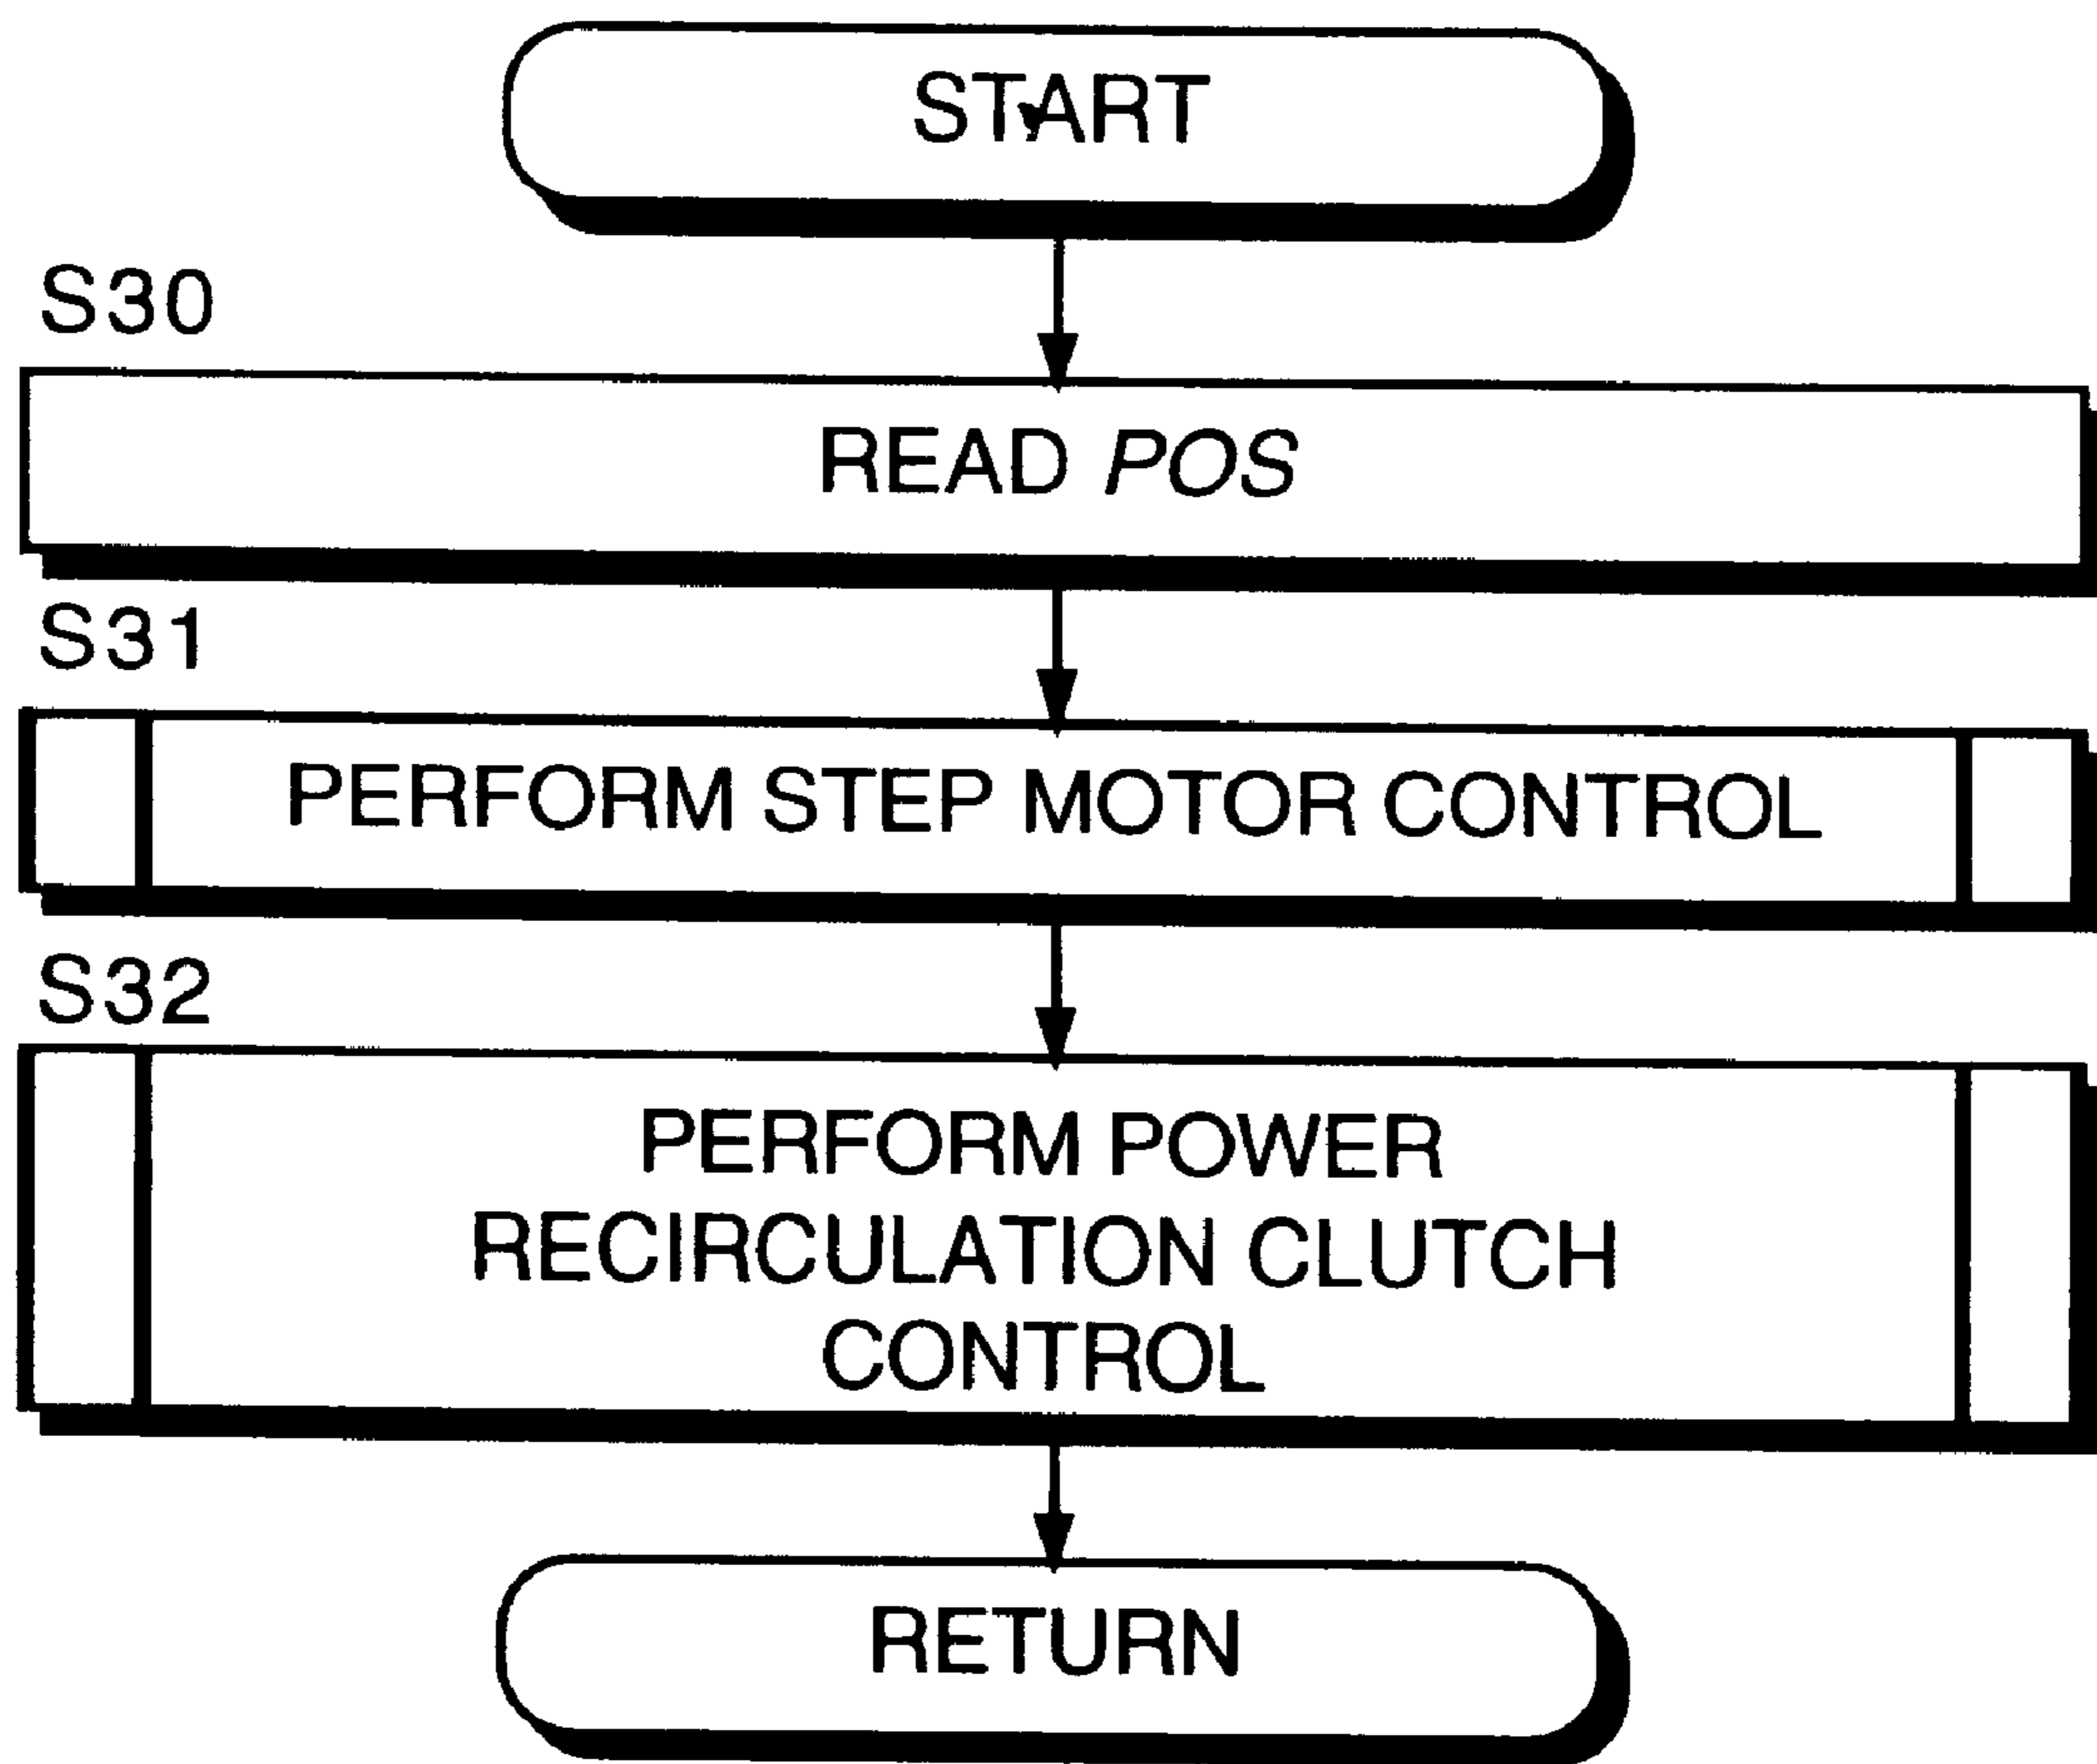 START
S30
READ POS
S31
PERFORM STEP MOTOR CONTROL
S32
PERFORM POWER
RECIRCULATION CLUTCH
CONTROL
RETURN